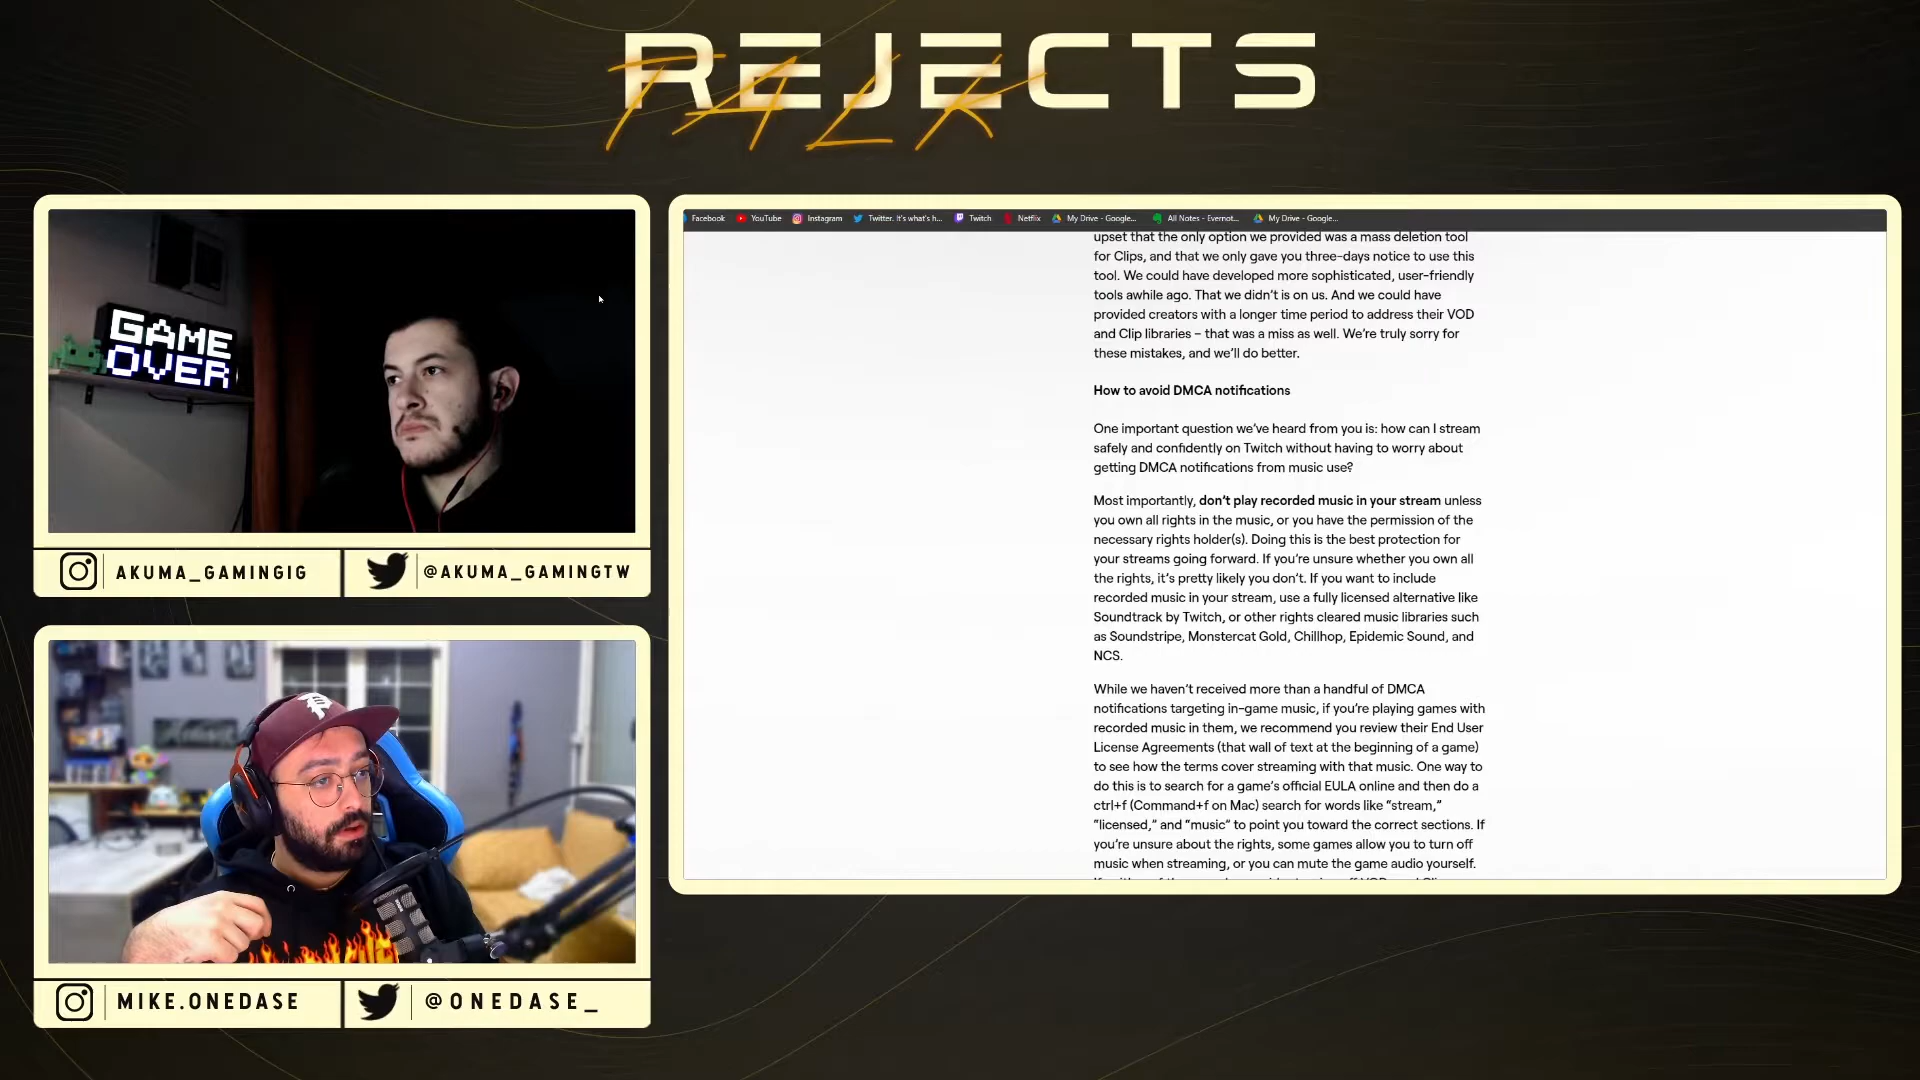 REJECTS
TALK
GAME
OVER
AKUMA_GAMINGIG
@AKUMA_GAMINGTW
MIKE.ONEDASE
@ONEDASE_
Facebook YouTube Instagram Twitter. It's what's h... Twitch Netflix My Drive - Google... All Notes - Evernot... My Drive - Google...
upset that the only option we provided was a mass deletion tool
for Clips, and that we only gave you three-days notice to use this
tool. We could have developed more sophisticated, user-friendly
tools awhile ago. That we didn't is on us. And we could have
provided creators with a longer time period to address their VOD
and Clip libraries – that was a miss as well. We're truly sorry for
these mistakes, and we'll do better.
How to avoid DMCA notifications
One important question we've heard from you is: how can I stream
safely and confidently on Twitch without having to worry about
getting DMCA notifications from music use?
Most importantly, don't play recorded music in your stream unless
you own all rights in the music, or you have the permission of the
necessary rights holder(s). Doing this is the best protection for
your streams going forward. If you're unsure whether you own all
the rights, it's pretty likely you don't. If you want to include
recorded music in your stream, use a fully licensed alternative like
Soundtrack by Twitch, or other rights cleared music libraries such
as Soundstripe, Monstercat Gold, Chillhop, Epidemic Sound, and
NCS.
While we haven't received more than a handful of DMCA
notifications targeting in-game music, if you're playing games with
recorded music in them, we recommend you review their End User
License Agreements (that wall of text at the beginning of a game)
to see how the terms cover streaming with that music. One way to
do this is to search for a game's official EULA online and then do a
ctrl+f (Command+f on Mac) search for words like "stream,"
"licensed," and "music" to point you toward the correct sections. If
you're unsure about the rights, some games allow you to turn off
music when streaming, or you can mute the game audio yourself.